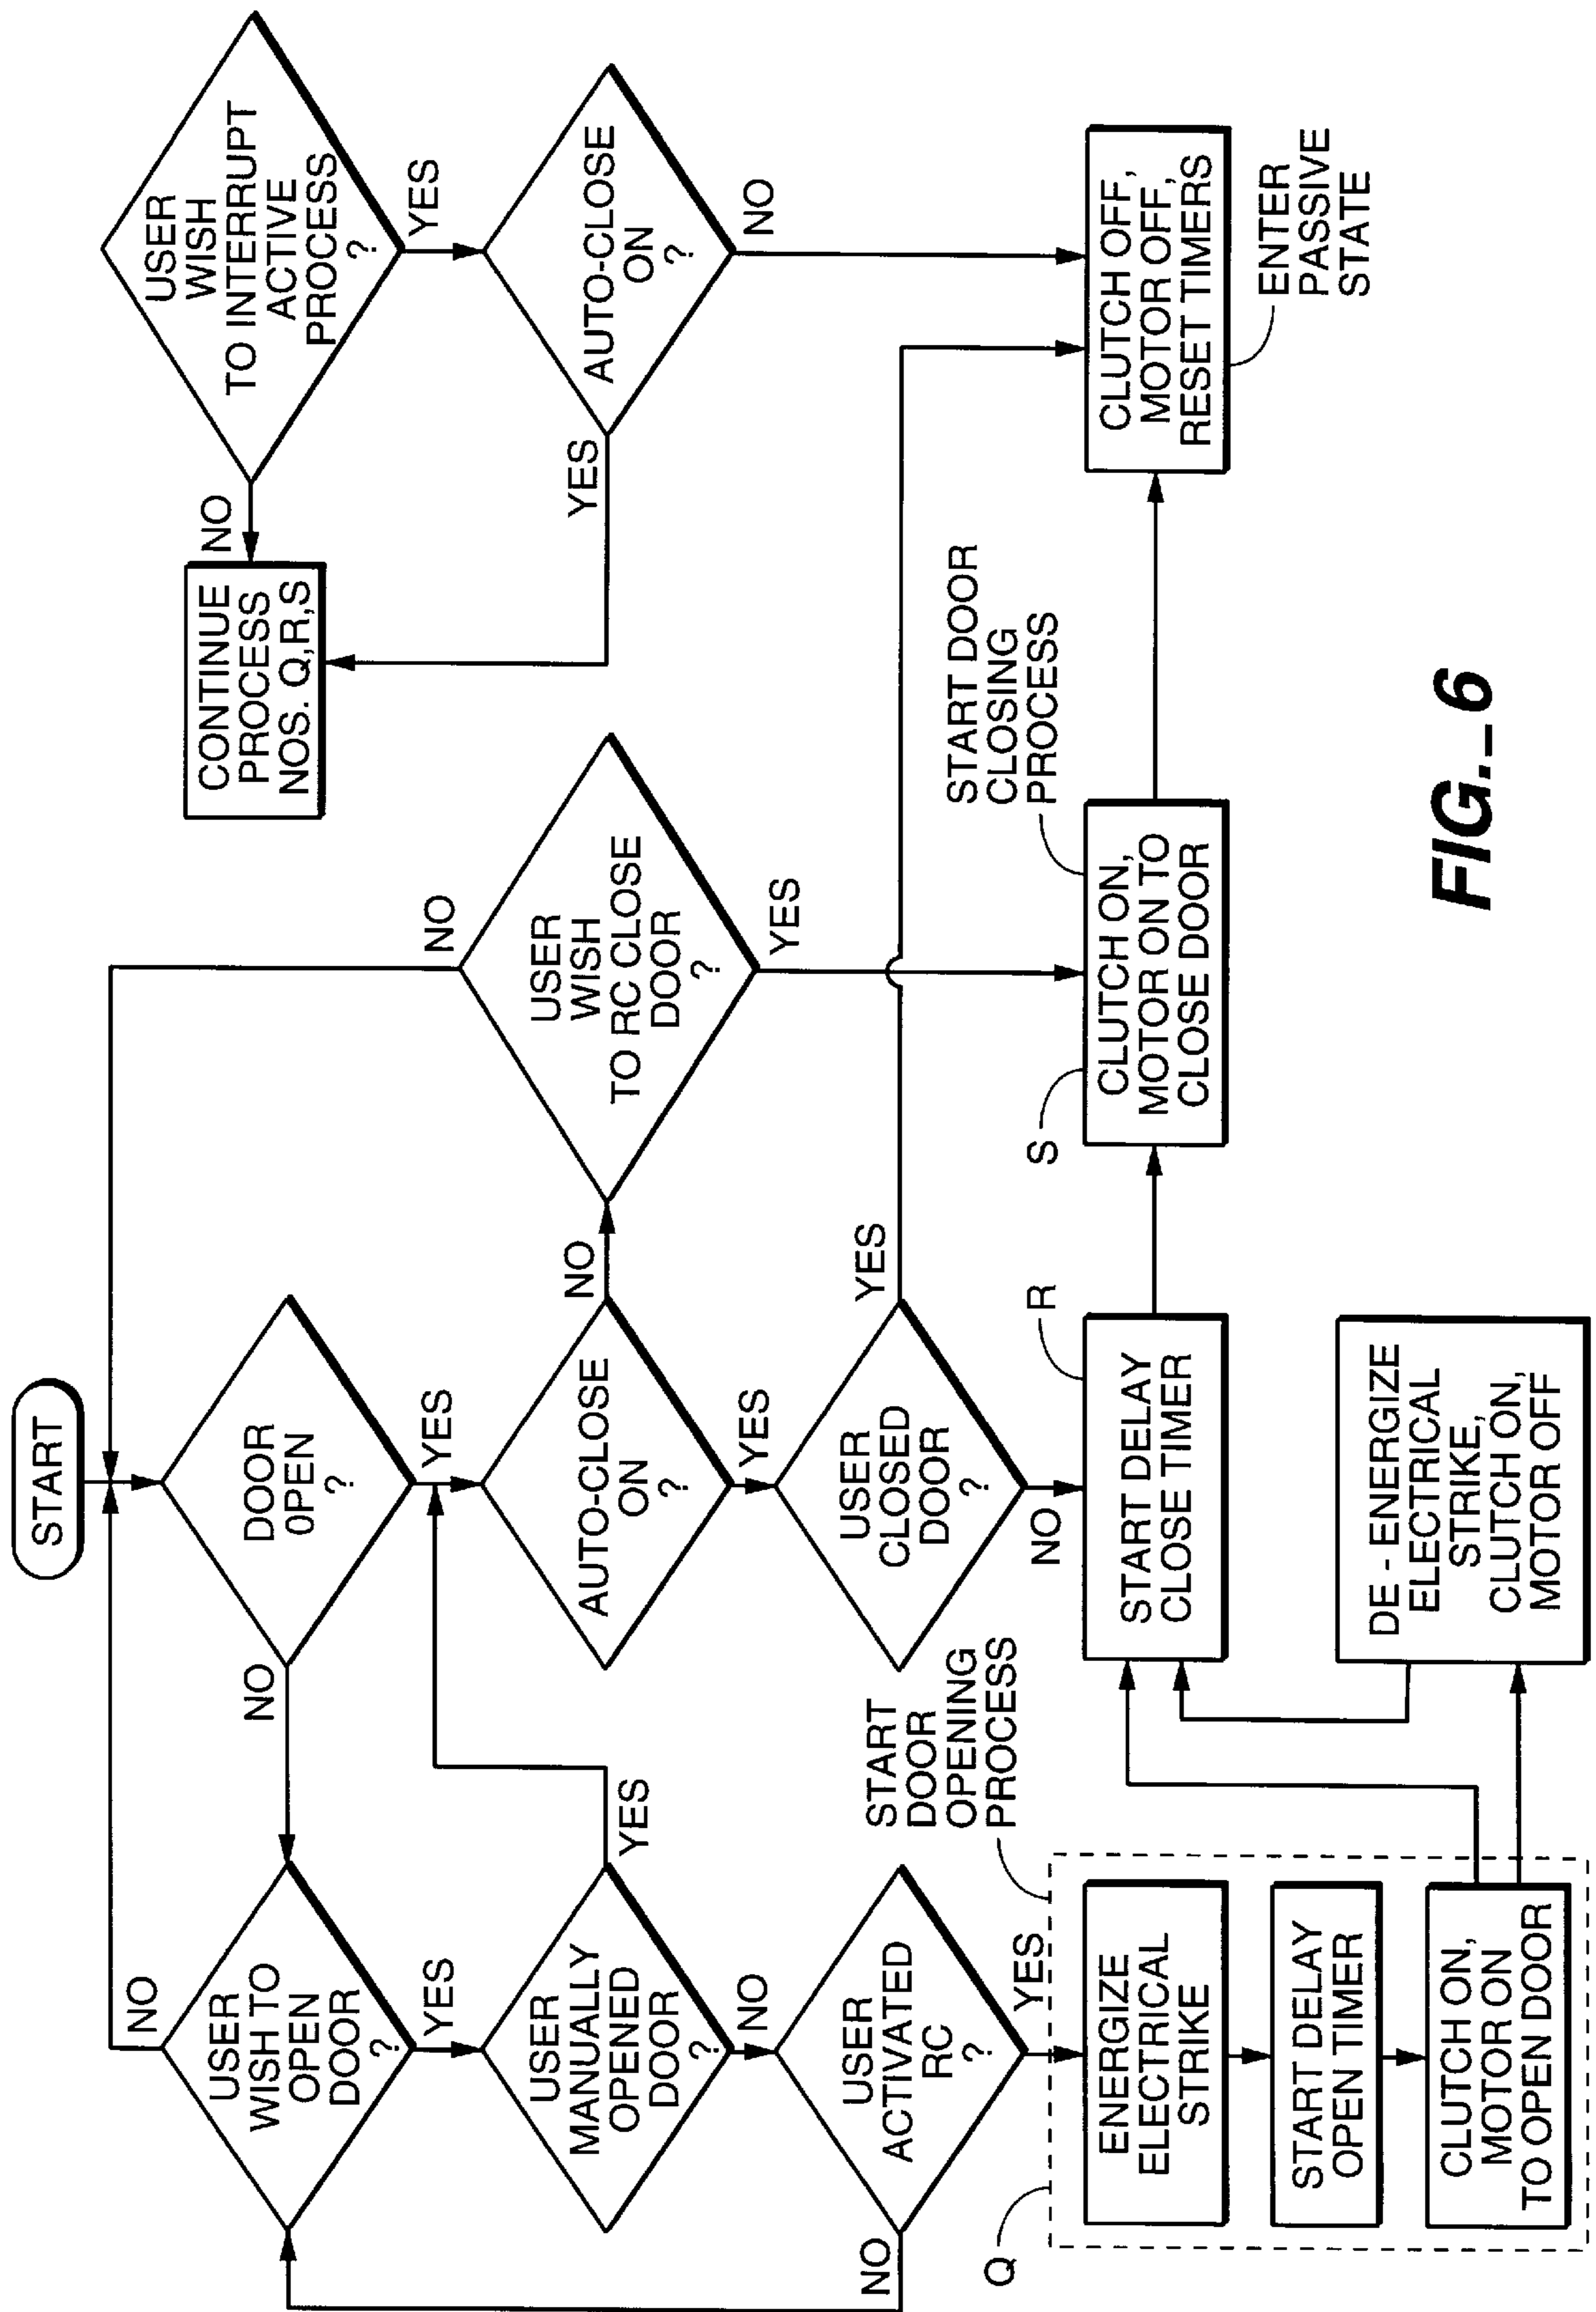 START
DOOR
0PEN
?
NO
YES
USER
WISH TO
OPEN
DOOR
?
NO
YES
USER
MANUALLY
OPENED
DOOR
?
YES
NO
USER
ACTIVATED
RC
?
NO
YES
Q
START
DOOR
OPENING
PROCESS
ENERGIZE
ELECTRICAL
STRIKE
START DELAY
OPEN TIMER
CLUTCH ON,
MOTOR ON
TO OPEN DOOR
AUTO-CLOSE
ON
?
NO
YES
USER
CLOSED
DOOR
?
YES
NO
START DELAY
CLOSE TIMER
R
DE - ENERGIZE
ELECTRICAL
STRIKE,
CLUTCH ON,
MOTOR OFF
USER
WISH
TO RC CLOSE
DOOR
?
NO
YES
S
START DOOR
CLOSING
PROCESS
CLUTCH ON,
MOTOR ON TO
CLOSE DOOR
CONTINUE
PROCESS
NOS. Q,R,S
NO
USER
WISH
TO INTERRUPT
ACTIVE
PROCESS
?
YES
AUTO-CLOSE
ON
?
YES
NO
CLUTCH OFF,
MOTOR OFF,
RESET TIMERS
ENTER
PASSIVE
STATE
FIG._6